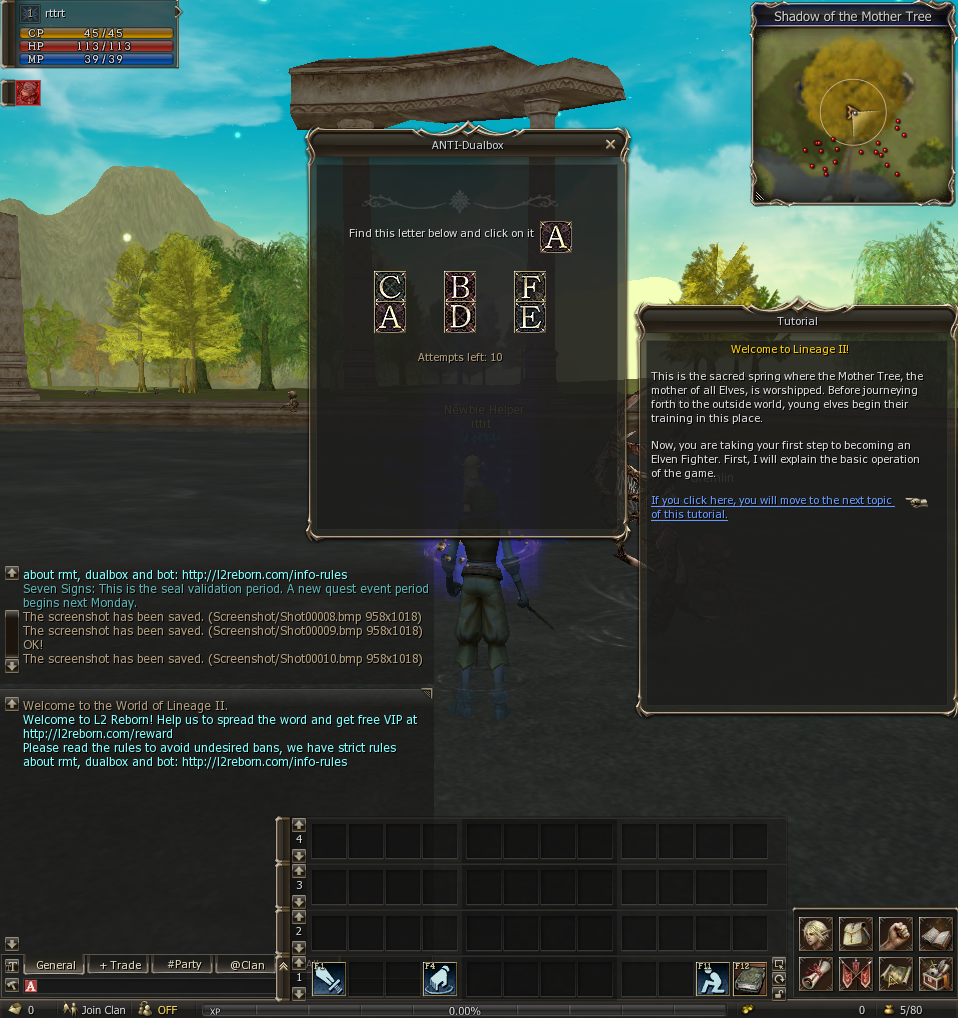 1 rttrt
CP 45/45
HP 113/113
MP 39/39
Shadow of the Mother Tree
ANTI-Dualbox
Find this letter below and click on it A
C B F
A D E
Attempts left: 10
Newbie Helper
rttrt
Tutorial
Welcome to Lineage II!
This is the sacred spring where the Mother Tree, the
mother of all Elves, is worshipped. Before journeying
forth to the outside world, young elves begin their
training in this place.
Now, you are taking your first step to becoming an
Elven Fighter. First, I will explain the basic operation
of the game.
If you click here, you will move to the next topic
of this tutorial.
about rmt, dualbox and bot: http://l2reborn.com/info-rules
Seven Signs: This is the seal validation period. A new quest event period
begins next Monday.
The screenshot has been saved. (Screenshot/Shot00008.bmp 958x1018)
The screenshot has been saved. (Screenshot/Shot00009.bmp 958x1018)
OK!
The screenshot has been saved. (Screenshot/Shot00010.bmp 958x1018)
Welcome to the World of Lineage II.
Welcome to L2 Reborn! Help us to spread the word and get free VIP at
http://l2reborn.com/reward
Please read the rules to avoid undesired bans, we have strict rules
about rmt, dualbox and bot: http://l2reborn.com/info-rules
4
3
2
1
F1 F4 F11 F12
General + Trade #Party @Clan
A
0 Join Clan OFF XP 0.00% 0 5/80